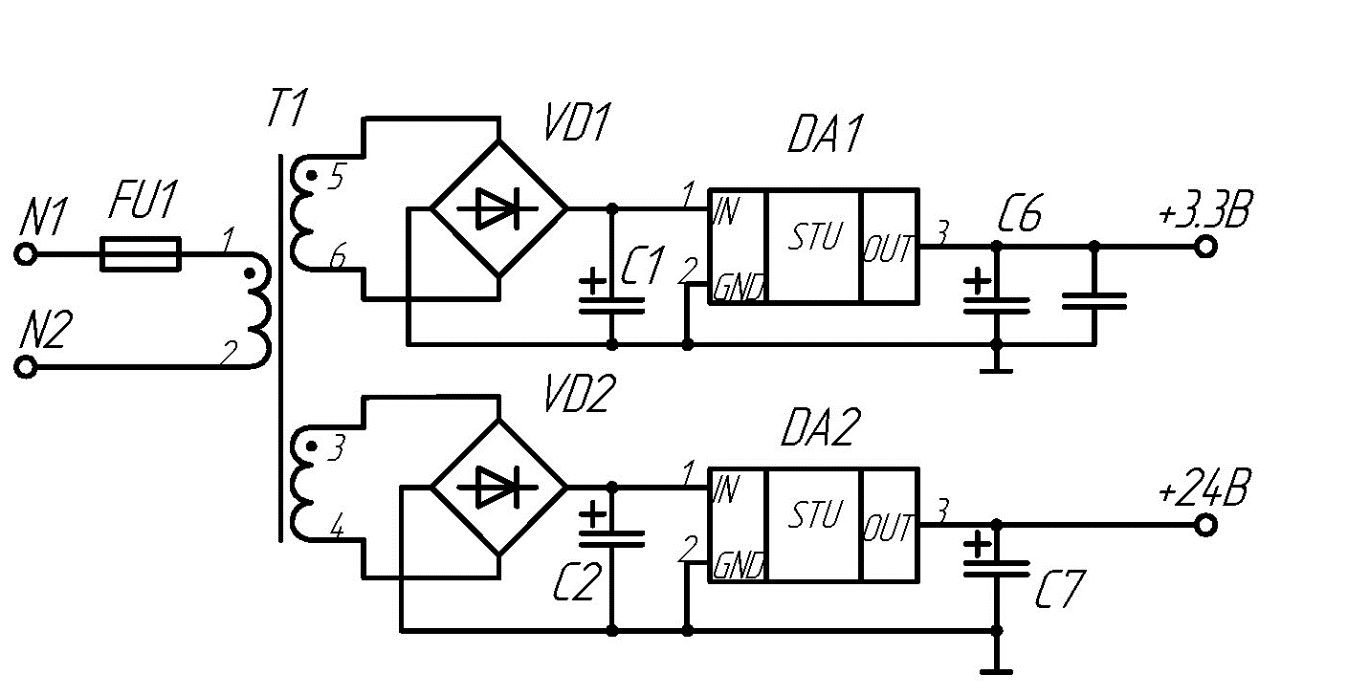 T1
VD1
DA1
N1
FU1
1
5
6
N2
2
C1
+
1
IN
STU
OUT
2
GND
3
C6
+
+3.3В
VD2
DA2
3
4
+
C2
1
IN
STU
OUT
2
GND
3
+
C7
+24В